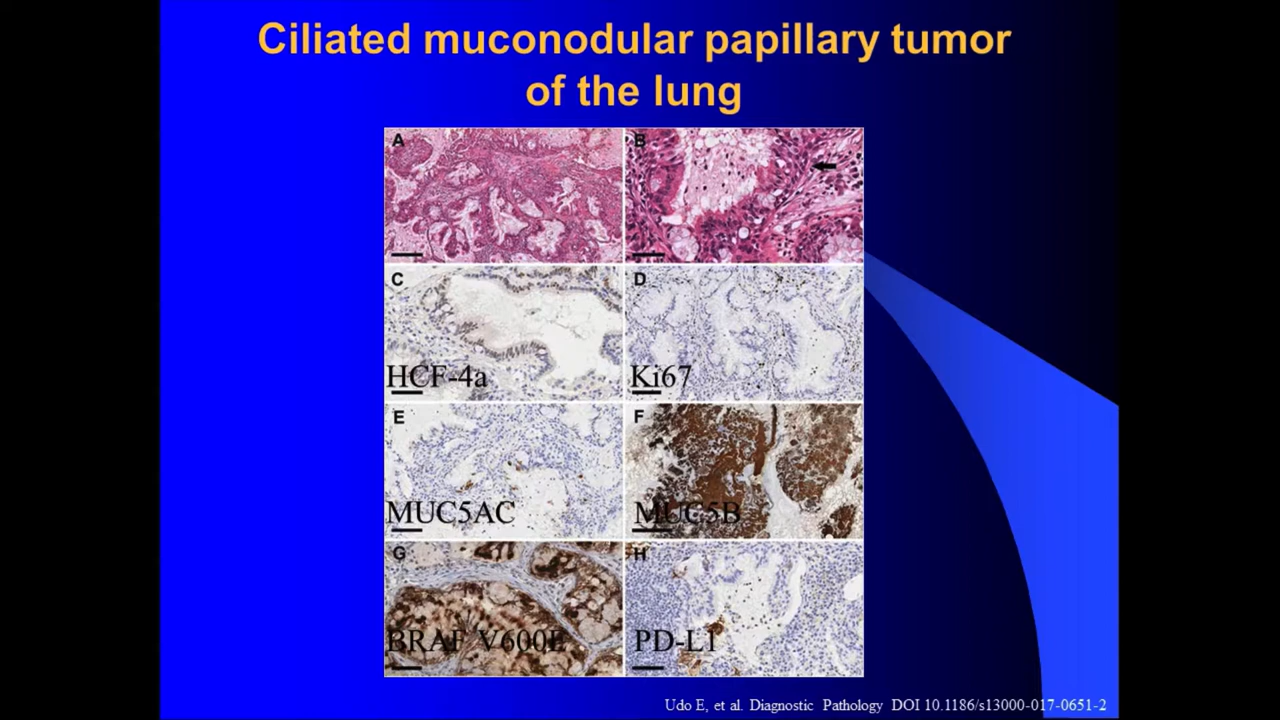 Ciliated muconodular papillary tumor
of the lung
A
B
C
HCF-4a
D
Ki67
E
MUC5AC
F
MUC5B
G
BRAF V600E
H
PD-L1
Udo E, et al. Diagnostic Pathology DOI 10.1186/s13000-017-0651-2